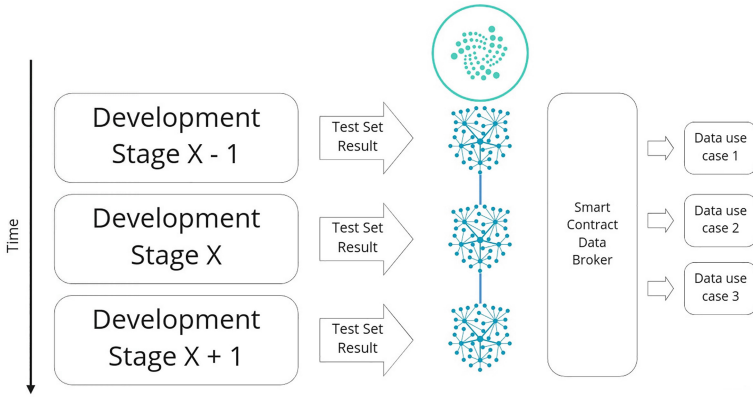 Time
Development
Stage X - 1
Test Set
Result
Development
Stage X
Test Set
Result
Development
Stage X + 1
Test Set
Result
Smart
Contract
Data
Broker
Data use
case 1
Data use
case 2
Data use
case 3